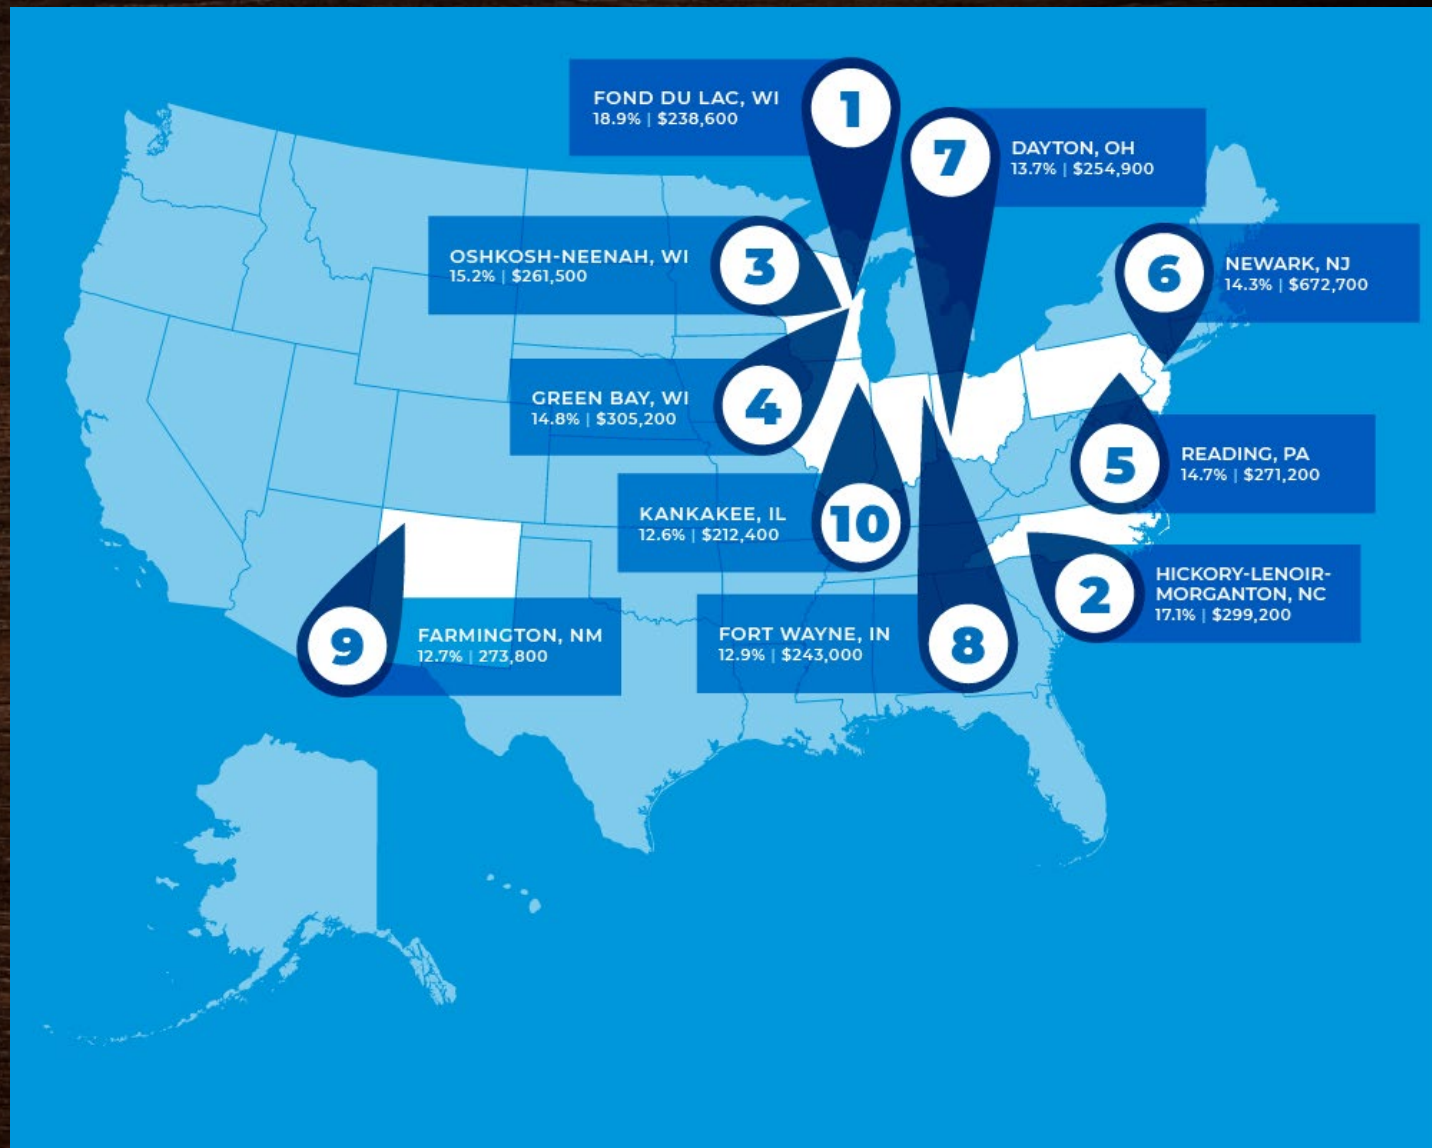 1
FOND DU LAC, WI
18.9% | $238,600
7
DAYTON, OH
13.7% | $254,900
3
OSHKOSH-NEENAH, WI
15.2% | $261,500
6
NEWARK, NJ
14.3% | $672,700
4
GREEN BAY, WI
14.8% | $305,200
5
READING, PA
14.7% | $271,200
10
KANKAKEE, IL
12.6% | $212,400
2
HICKORY-LENOIR-
MORGANTON, NC
17.1% | $299,200
9
FARMINGTON, NM
12.7% | 273,800
8
FORT WAYNE, IN
12.9% | $243,000